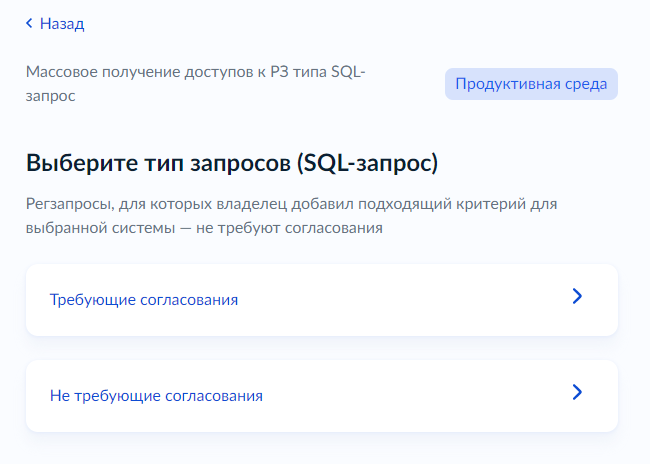 Назад
Массовое получение доступов к РЗ типа SQL-
запрос
Продуктивная среда
Выберите тип запросов (SQL-запрос)
Регзапросы, для которых владелец добавил подходящий критерий для
выбранной системы — не требуют согласования
Требующие согласования
Не требующие согласования